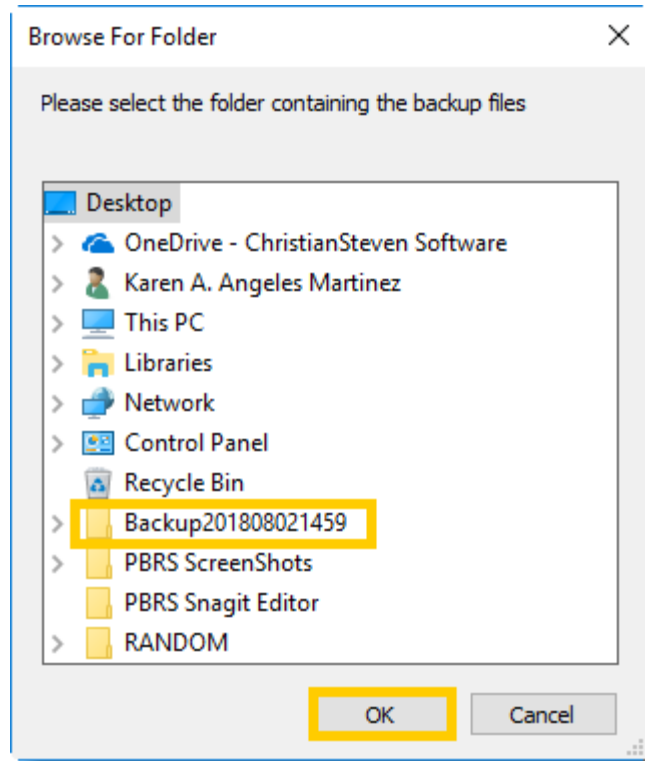 Browse For Folder
Please select the folder containing the backup files
Desktop
OneDrive - ChristianSteven Software
Karen A. Angeles Martinez
This PC
Libraries
Network
Control Panel
Recycle Bin
Backup201808021459
PBRS ScreenShots
PBRS Snagit Editor
RANDOM
OK Cancel